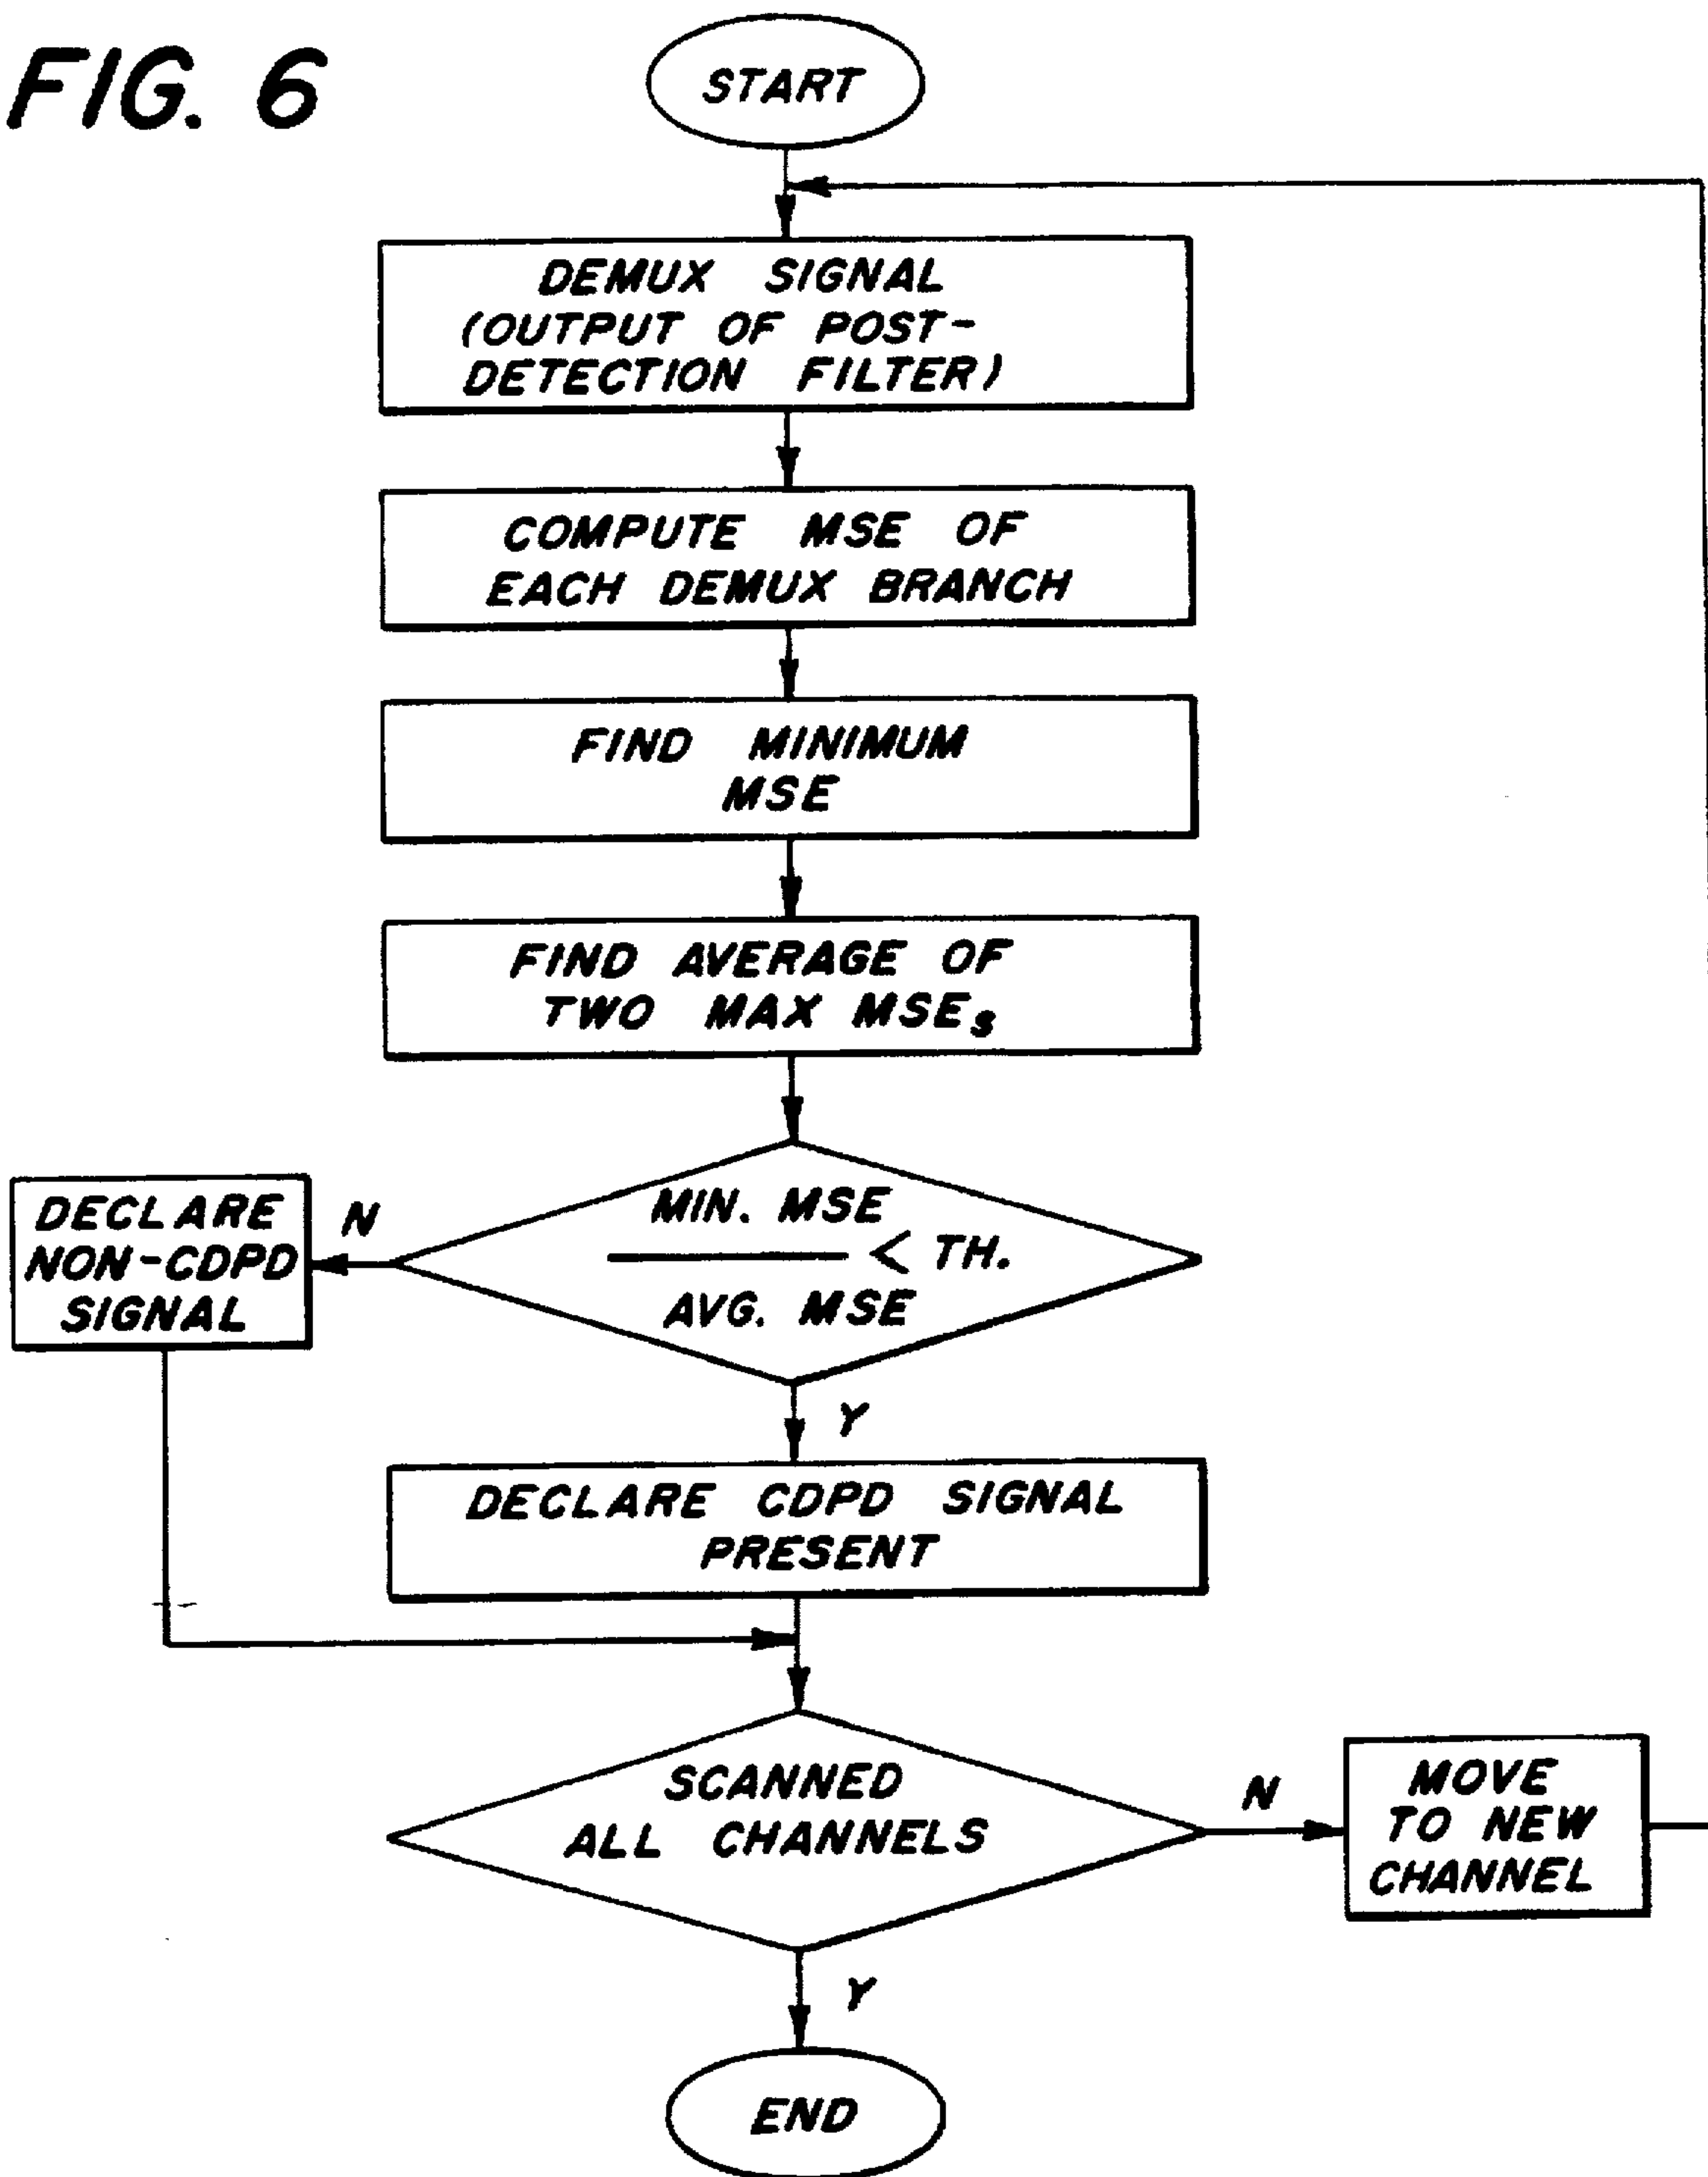 FIG. 6
START
DEMUX SIGNAL
(OUTPUT OF POST-
DETECTION FILTER)
COMPUTE MSE OF
EACH DEMUX BRANCH
FIND MINIMUM
MSE
FIND AVERAGE OF
TWO MAX MSEs
MIN. MSE
< TH.
AVG. MSE
N
DECLARE
NON-CDPD
SIGNAL
Y
DECLARE CDPD SIGNAL
PRESENT
SCANNED
ALL CHANNELS
N
MOVE
TO NEW
CHANNEL
Y
END